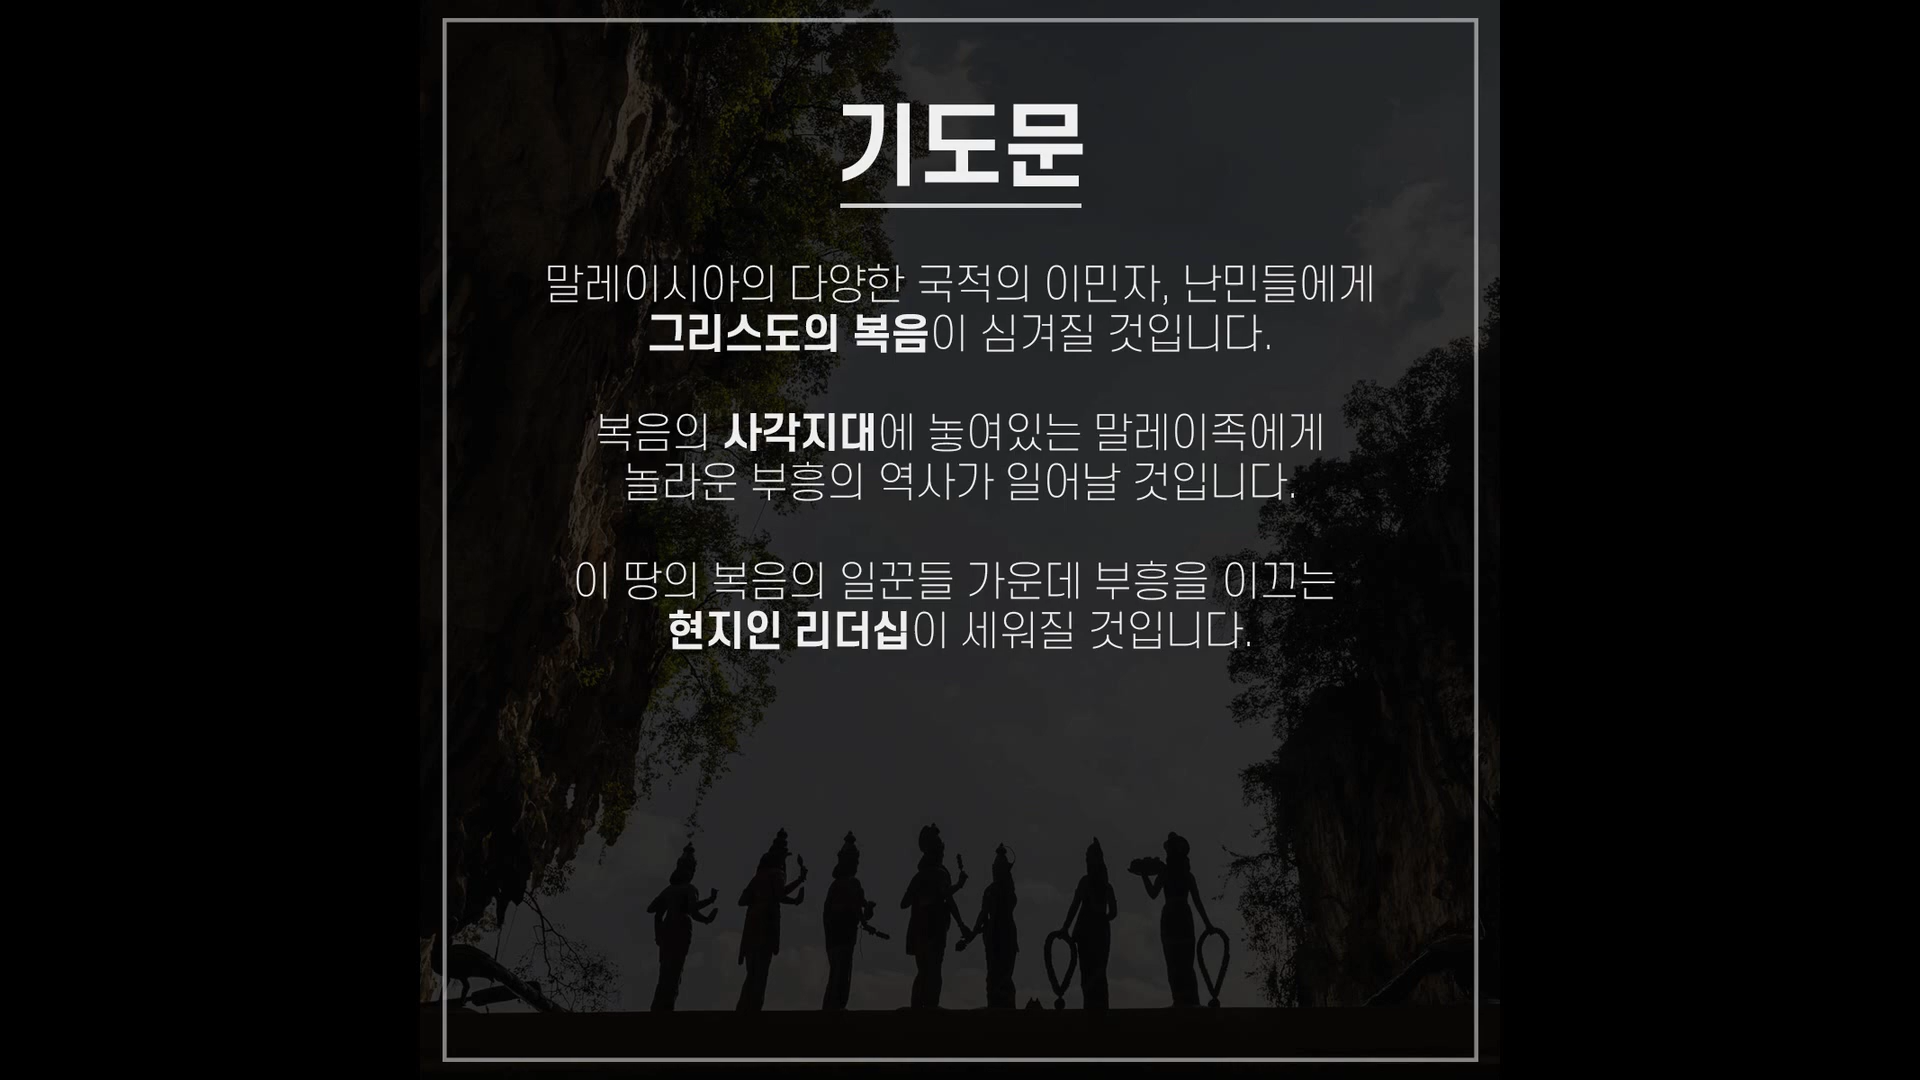 기도문
말레이시아의 다양한 국적의 이민자, 난민들에게
그리스도의 복음이 심겨질 것입니다.
복음의 사각지대에 놓여있는 말레이족에게
놀라운 부흥의 역사가 일어날 것입니다.
이 땅의 복음의 일꾼들 가운데 부흥을 이끄는
현지인 리더십이 세워질 것입니다.